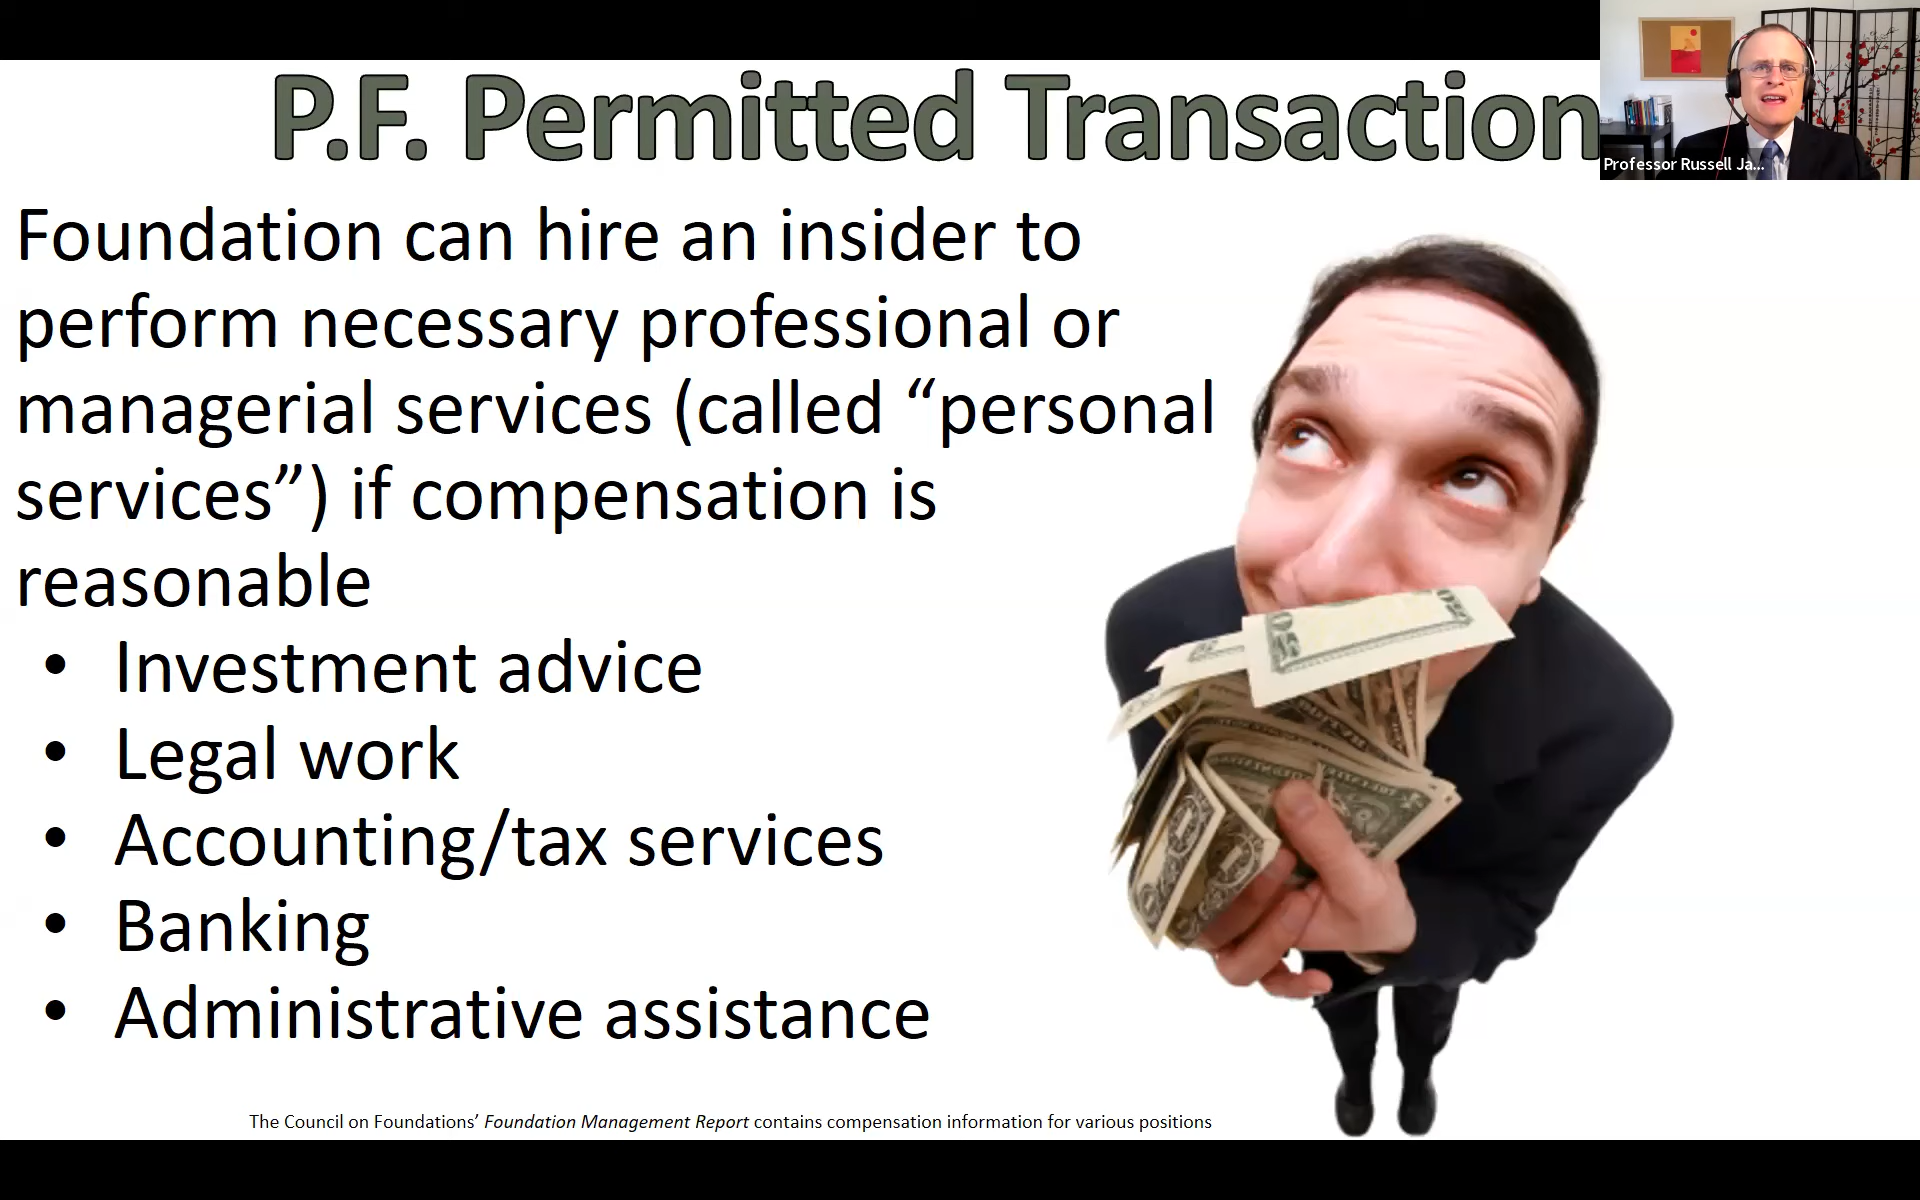 P.F. Permitted Transaction
Professor Russell Ja...
Foundation can hire an insider to
perform necessary professional or
managerial services (called “personal
services”) if compensation is
reasonable
• Investment advice
• Legal work
• Accounting/tax services
• Banking
• Administrative assistance
The Council on Foundations’ Foundation Management Report contains compensation information for various positions